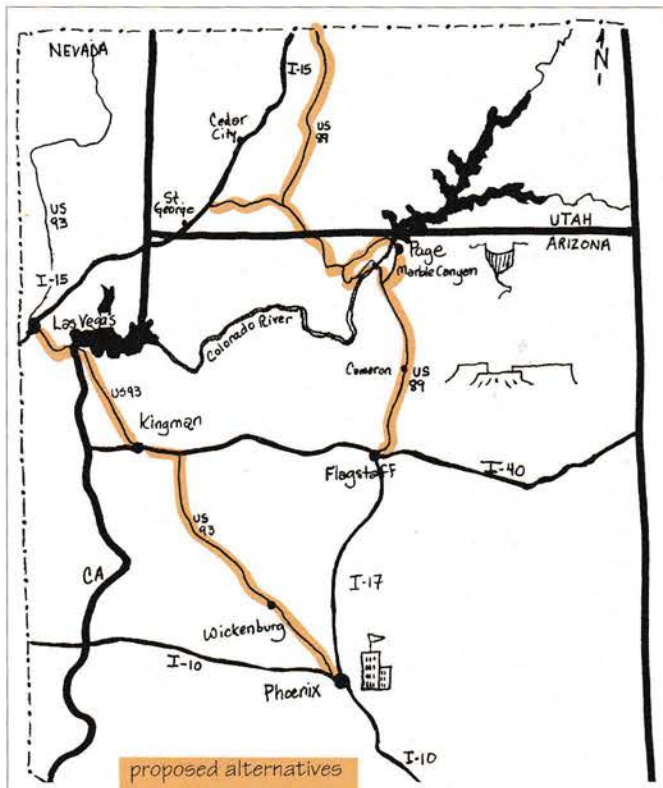 NEVADA
I-15
N
Cedar
City
US
89
St.
George
US
93
UTAH
ARIZONA
I-15
Page
Marble Canyon
Las Vegas
Colorado River
Cameron
US
89
US93
Kingman
Flagstaff
I-40
US
93
CA
I-17
Wickenburg
I-10
Phoenix
I-10
proposed alternatives